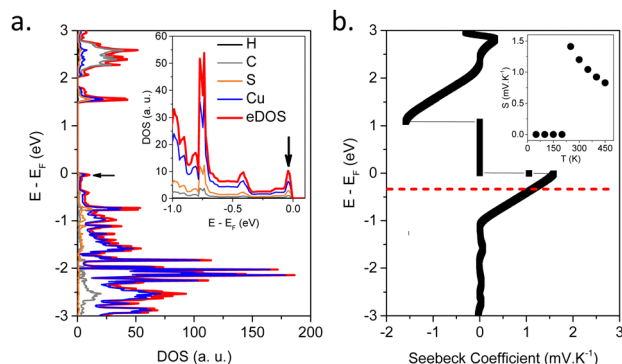 a.
3
2
1
0
-1
-2
-3
E - E_F (eV)
0
50
100
150
200
DOS (a. u.)
H
C
S
Cu
eDOS
60
50
40
30
20
10
0
DOS (a. u.)
-1.0
-0.5
0.0
E - E_F (eV)
b.
3
2
1
0
-1
-2
-3
E - E_F (eV)
-2
-1
0
1
2
3
Seebeck Coefficient (mV.K⁻¹)
1.5
1.0
0.5
0.0
S (mV.K⁻¹)
150
300
450
T (K)